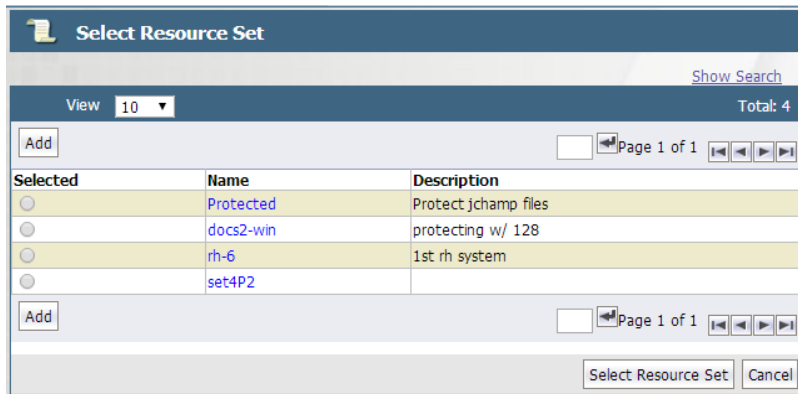 Select Resource Set
Show Search
View 10 Total: 4
Add Page 1 of 1
Selected Name Description
Protected Protect jchamp files
docs2-win protecting w/ 128
rh-6 1st rh system
set4P2
Add Page 1 of 1
Select Resource Set Cancel